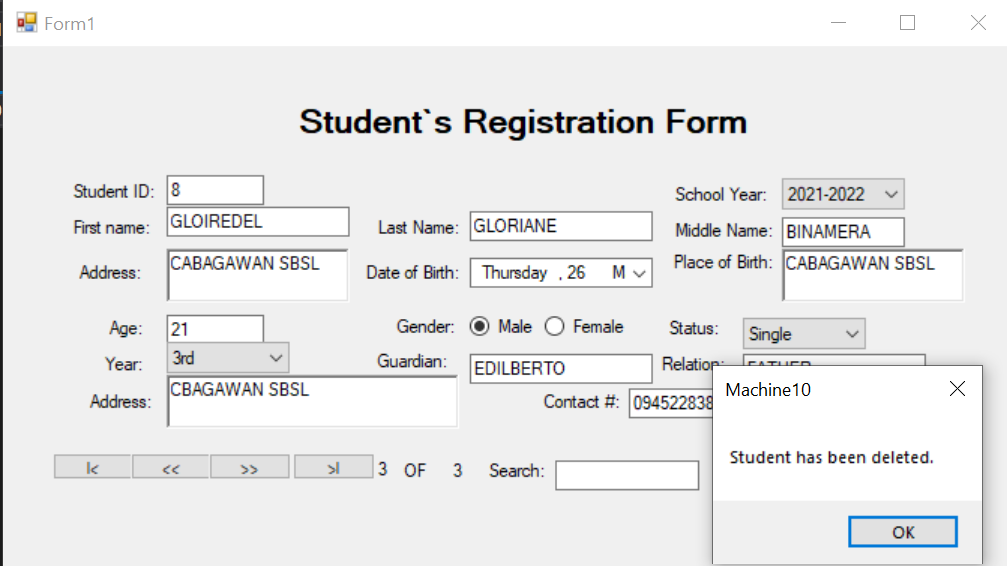 Form1
Student`s Registration Form
Student ID: 8 School Year: 2021-2022
First name: GLOIREDEL Last Name: GLORIANE Middle Name: BINAMERA
Address: CABAGAWAN SBSL Date of Birth: Thursday , 26 M Place of Birth: CABAGAWAN SBSL
Age: 21 Gender: Male Female Status: Single
Year: 3rd Guardian: EDILBERTO Relation: FATHER
Address: CBAGAWAN SBSL Contact #: 094522838
|< << >> >| 3 OF 3 Search:
Machine10
Student has been deleted.
OK